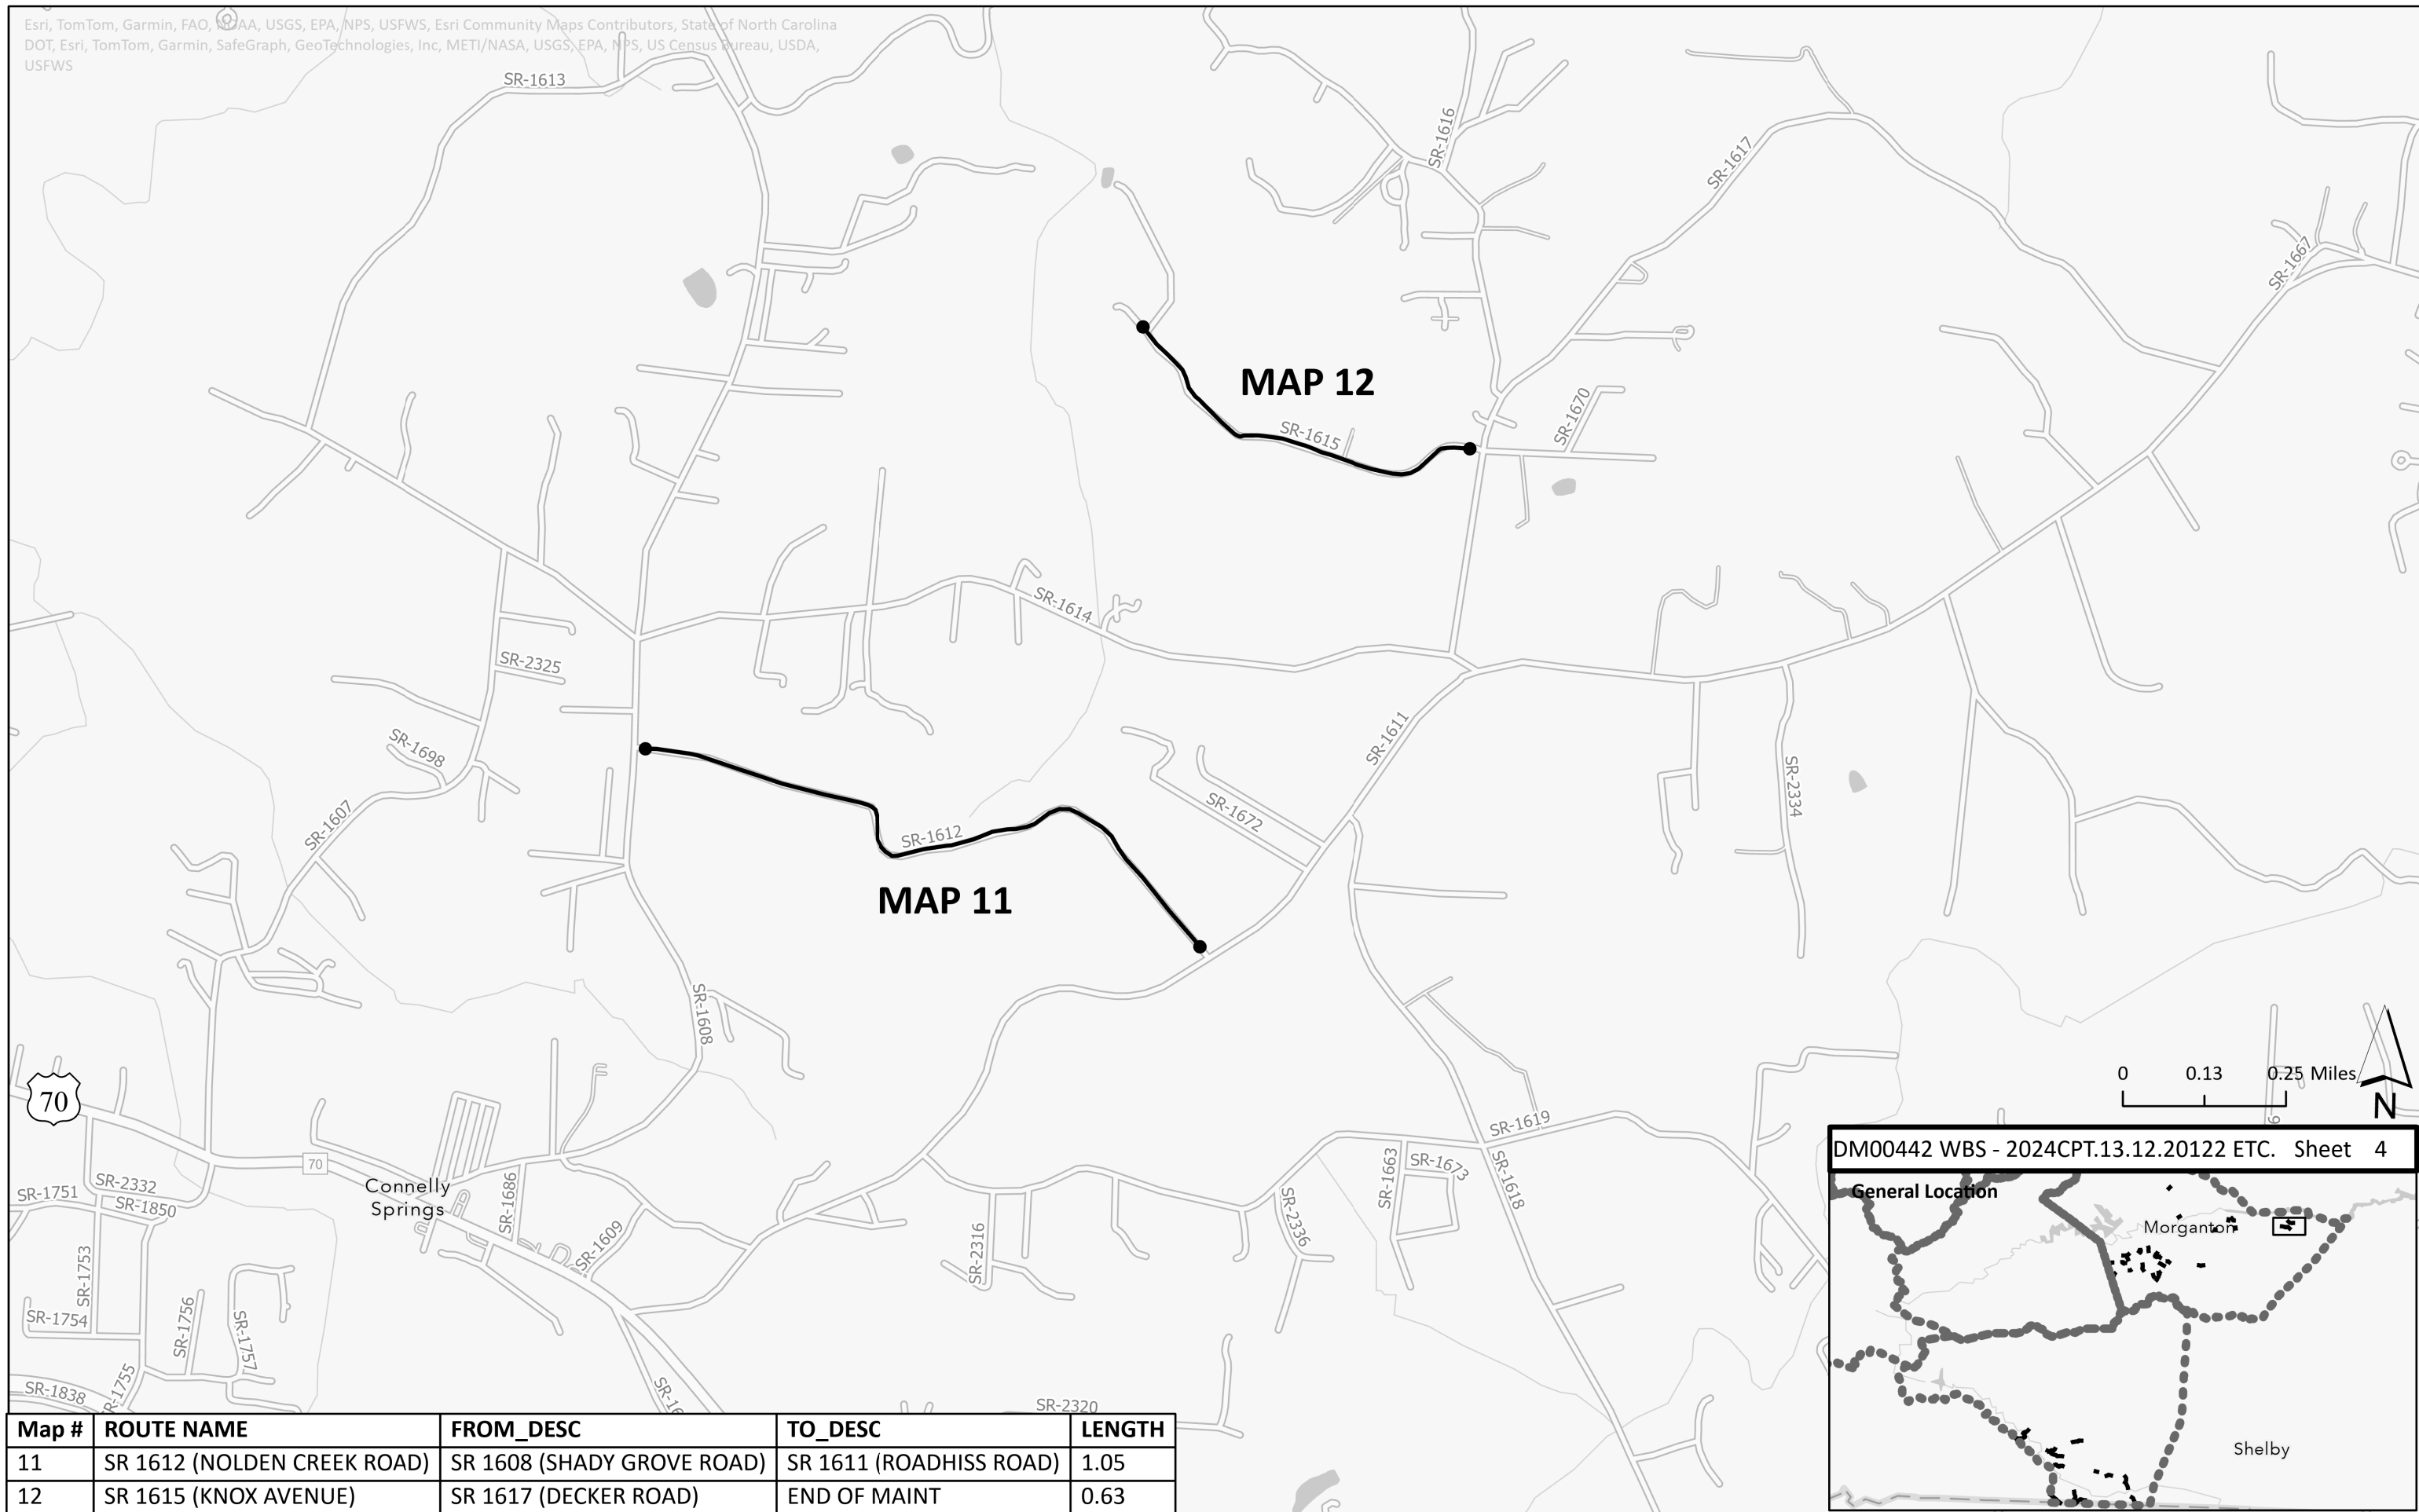 Esri, TomTom, Garmin, FAO, NOAA, USGS, EPA, NPS, USFWS, Esri Community Maps Contributors, State of North Carolina
DOT, Esri, TomTom, Garmin, SafeGraph, GeoTechnologies, Inc, METI/NASA, USGS, EPA, NPS, US Census Bureau, USDA,
USFWS
SR-1613
SR-1616
SR-1617
SR-1667
MAP 12
SR-1615
SR-1670
SR-1614
SR-2325
SR-1698
SR-1611
SR-1607
SR-1672
SR-2334
SR-1612
MAP 11
SR-1608
70
0 0.13 0.25 Miles
N
SR-1619
SR-1663
SR-1673
SR-1618
70
Connelly
Springs
SR-1686
SR-2332
SR-1751
SR-1850
SR-1609
SR-2316
SR-2336
SR-1753
SR-1754
SR-1756
SR-1757
SR-1755
SR-1838
SR-2320
DM00442 WBS - 2024CPT.13.12.20122 ETC. Sheet 4
General Location
Morganton
Shelby
Map # ROUTE NAME FROM_DESC TO_DESC LENGTH
11 SR 1612 (NOLDEN CREEK ROAD) SR 1608 (SHADY GROVE ROAD) SR 1611 (ROADHISS ROAD) 1.05
12 SR 1615 (KNOX AVENUE) SR 1617 (DECKER ROAD) END OF MAINT 0.63